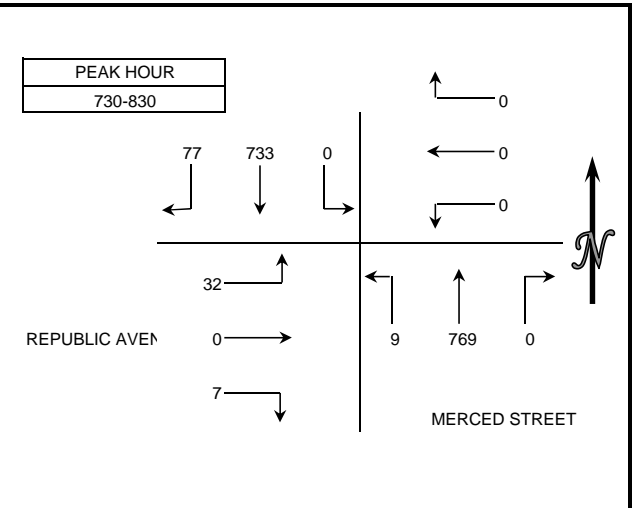 PEAK HOUR
730-830
0
77 733 0
0
0
N
32
REPUBLIC AVEN 0
9 769 0
7
MERCED STREET